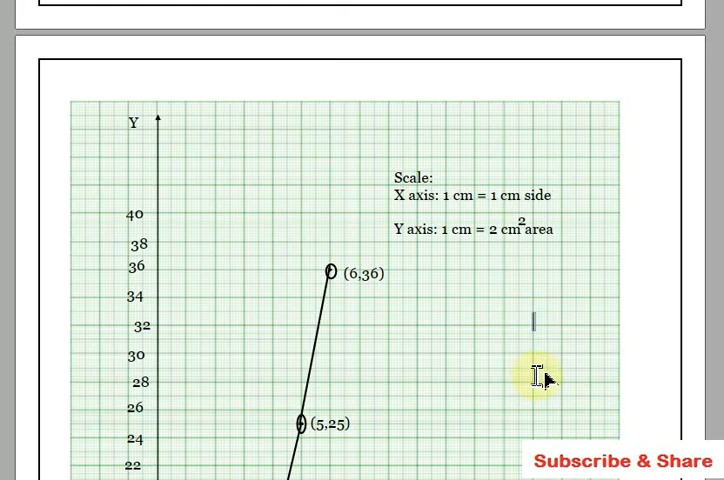 Y
Scale:
X axis: 1 cm = 1 cm side
Y axis: 1 cm = 2 cm² area
40
38
36
(6,36)
34
32
30
28
26
(5,25)
24
22
Subscribe & Share